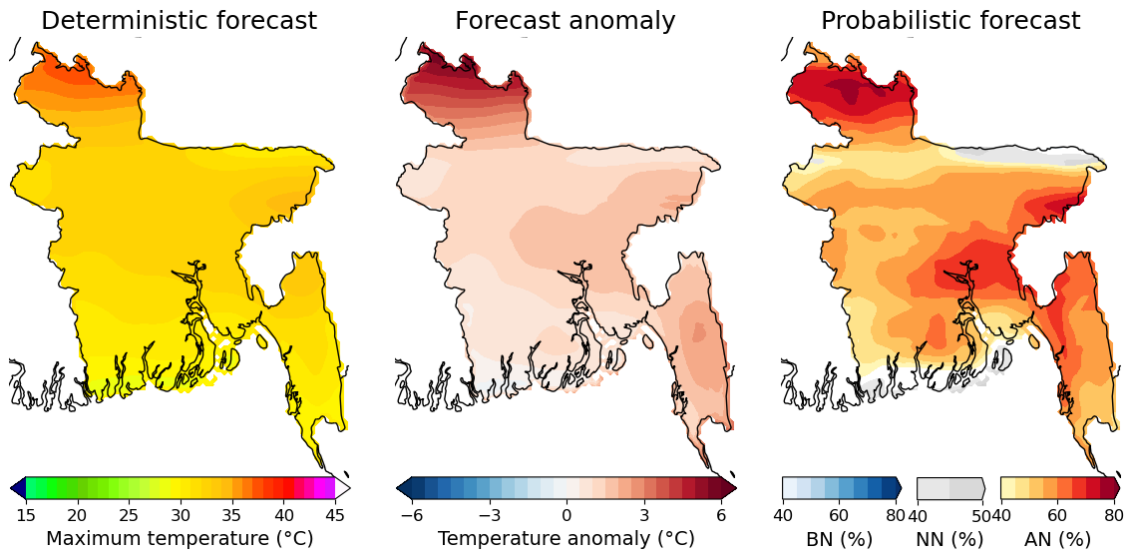 Deterministic forecast Forecast anomaly Probabilistic forecast
15 20 25 30 35 40 45 −6 −3 0 3 6 40 60 80 40 50 40 60 80
Maximum temperature (°C) Temperature anomaly (°C) BN (%) NN (%) AN (%)